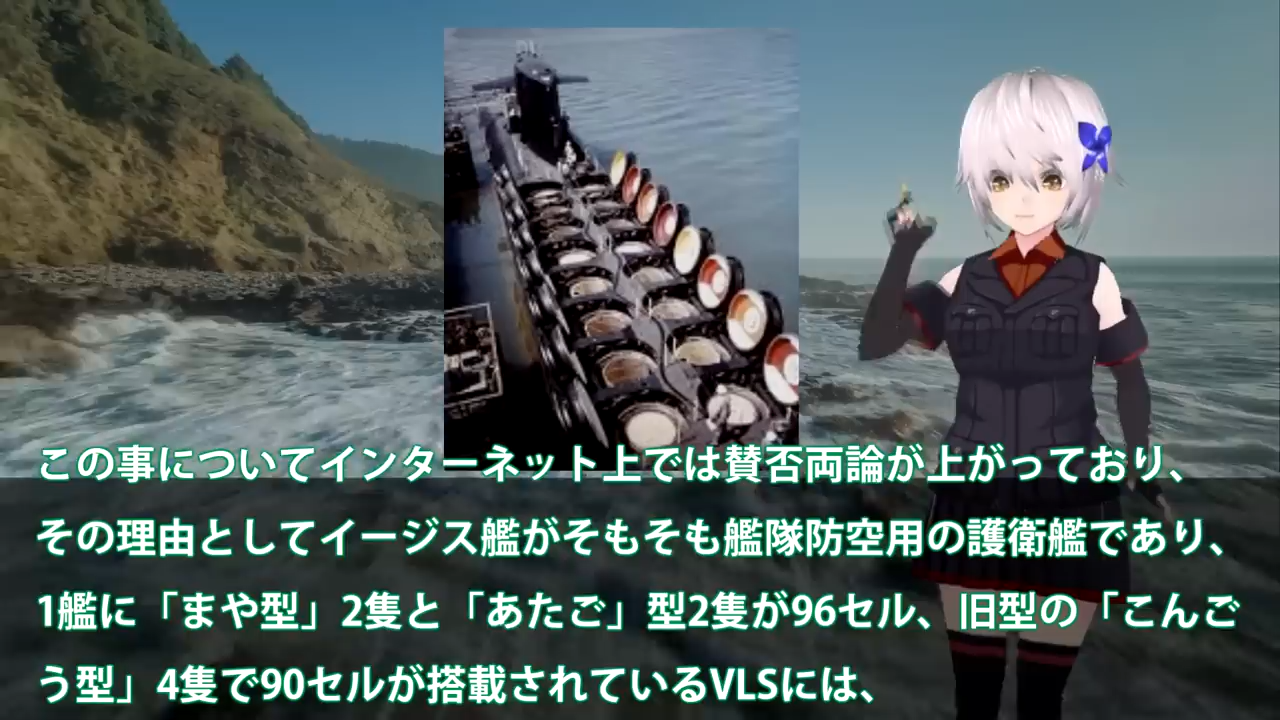 この事についてインターネット上では賛否両論が上がっており、
その理由としてイージス艦がそもそも艦隊防空用の護衛艦であり、
1艦に「まや型」2隻と「あたご」型2隻が96セル、旧型の「こんご
う型」4隻で90セルが搭載されているVLSには、